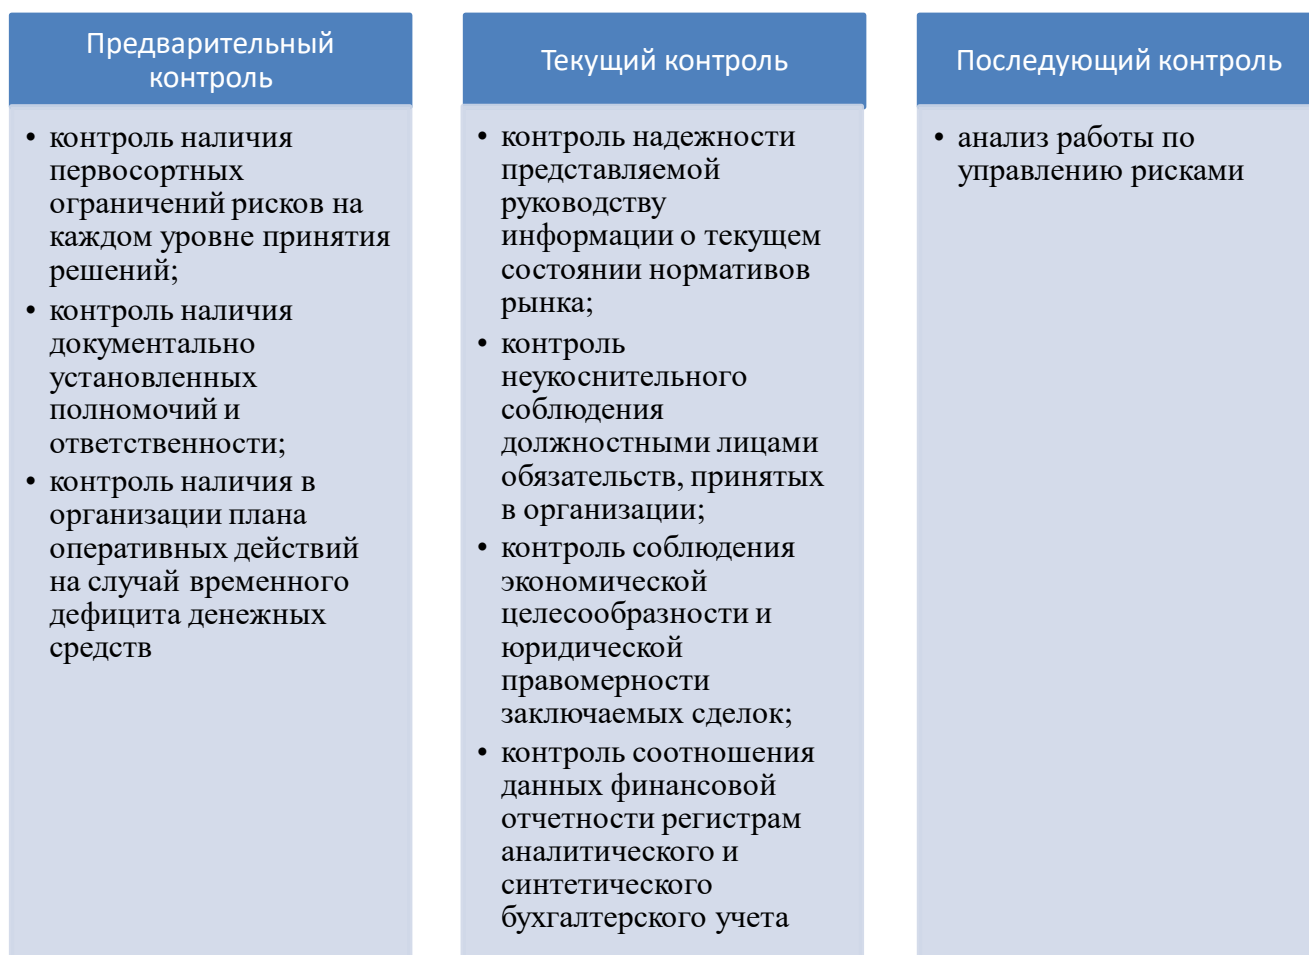 Предварительный
контроль
• контроль наличия
первосортных
ограничений рисков на
каждом уровне принятия
решений;
• контроль наличия
документально
установленных
полномочий и
ответственности;
• контроль наличия в
организации плана
оперативных действий
на случай временного
дефицита денежных
средств
Текущий контроль
• контроль надежности
представляемой
руководству
информации о текущем
состоянии нормативов
рынка;
• контроль
неукоснительного
соблюдения
должностными лицами
обязательств, принятых
в организации;
• контроль соблюдения
экономической
целесообразности и
юридической
правомерности
заключаемых сделок;
• контроль соотношения
данных финансовой
отчетности регистрам
аналитического и
синтетического
бухгалтерского учета
Последующий контроль
• анализ работы по
управлению рисками